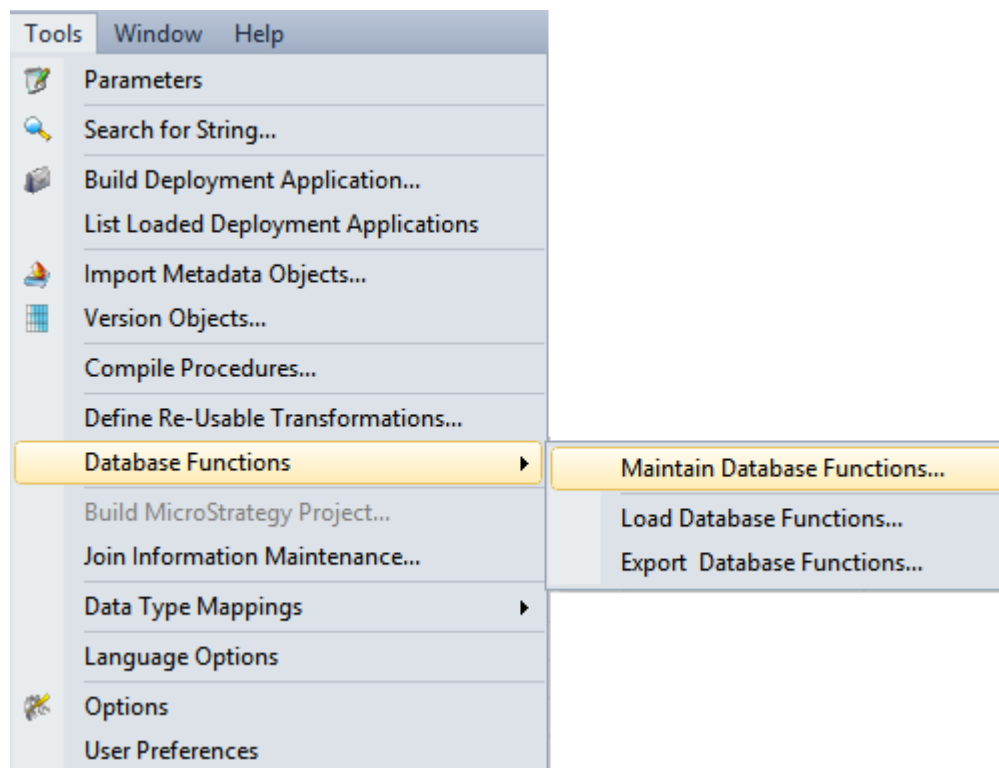 Tools Window Help
Parameters
Search for String...
Build Deployment Application...
List Loaded Deployment Applications
Import Metadata Objects...
Version Objects...
Compile Procedures...
Define Re-Usable Transformations...
Database Functions
Maintain Database Functions...
Load Database Functions...
Export  Database Functions...
Build MicroStrategy Project...
Join Information Maintenance...
Data Type Mappings
Language Options
Options
User Preferences